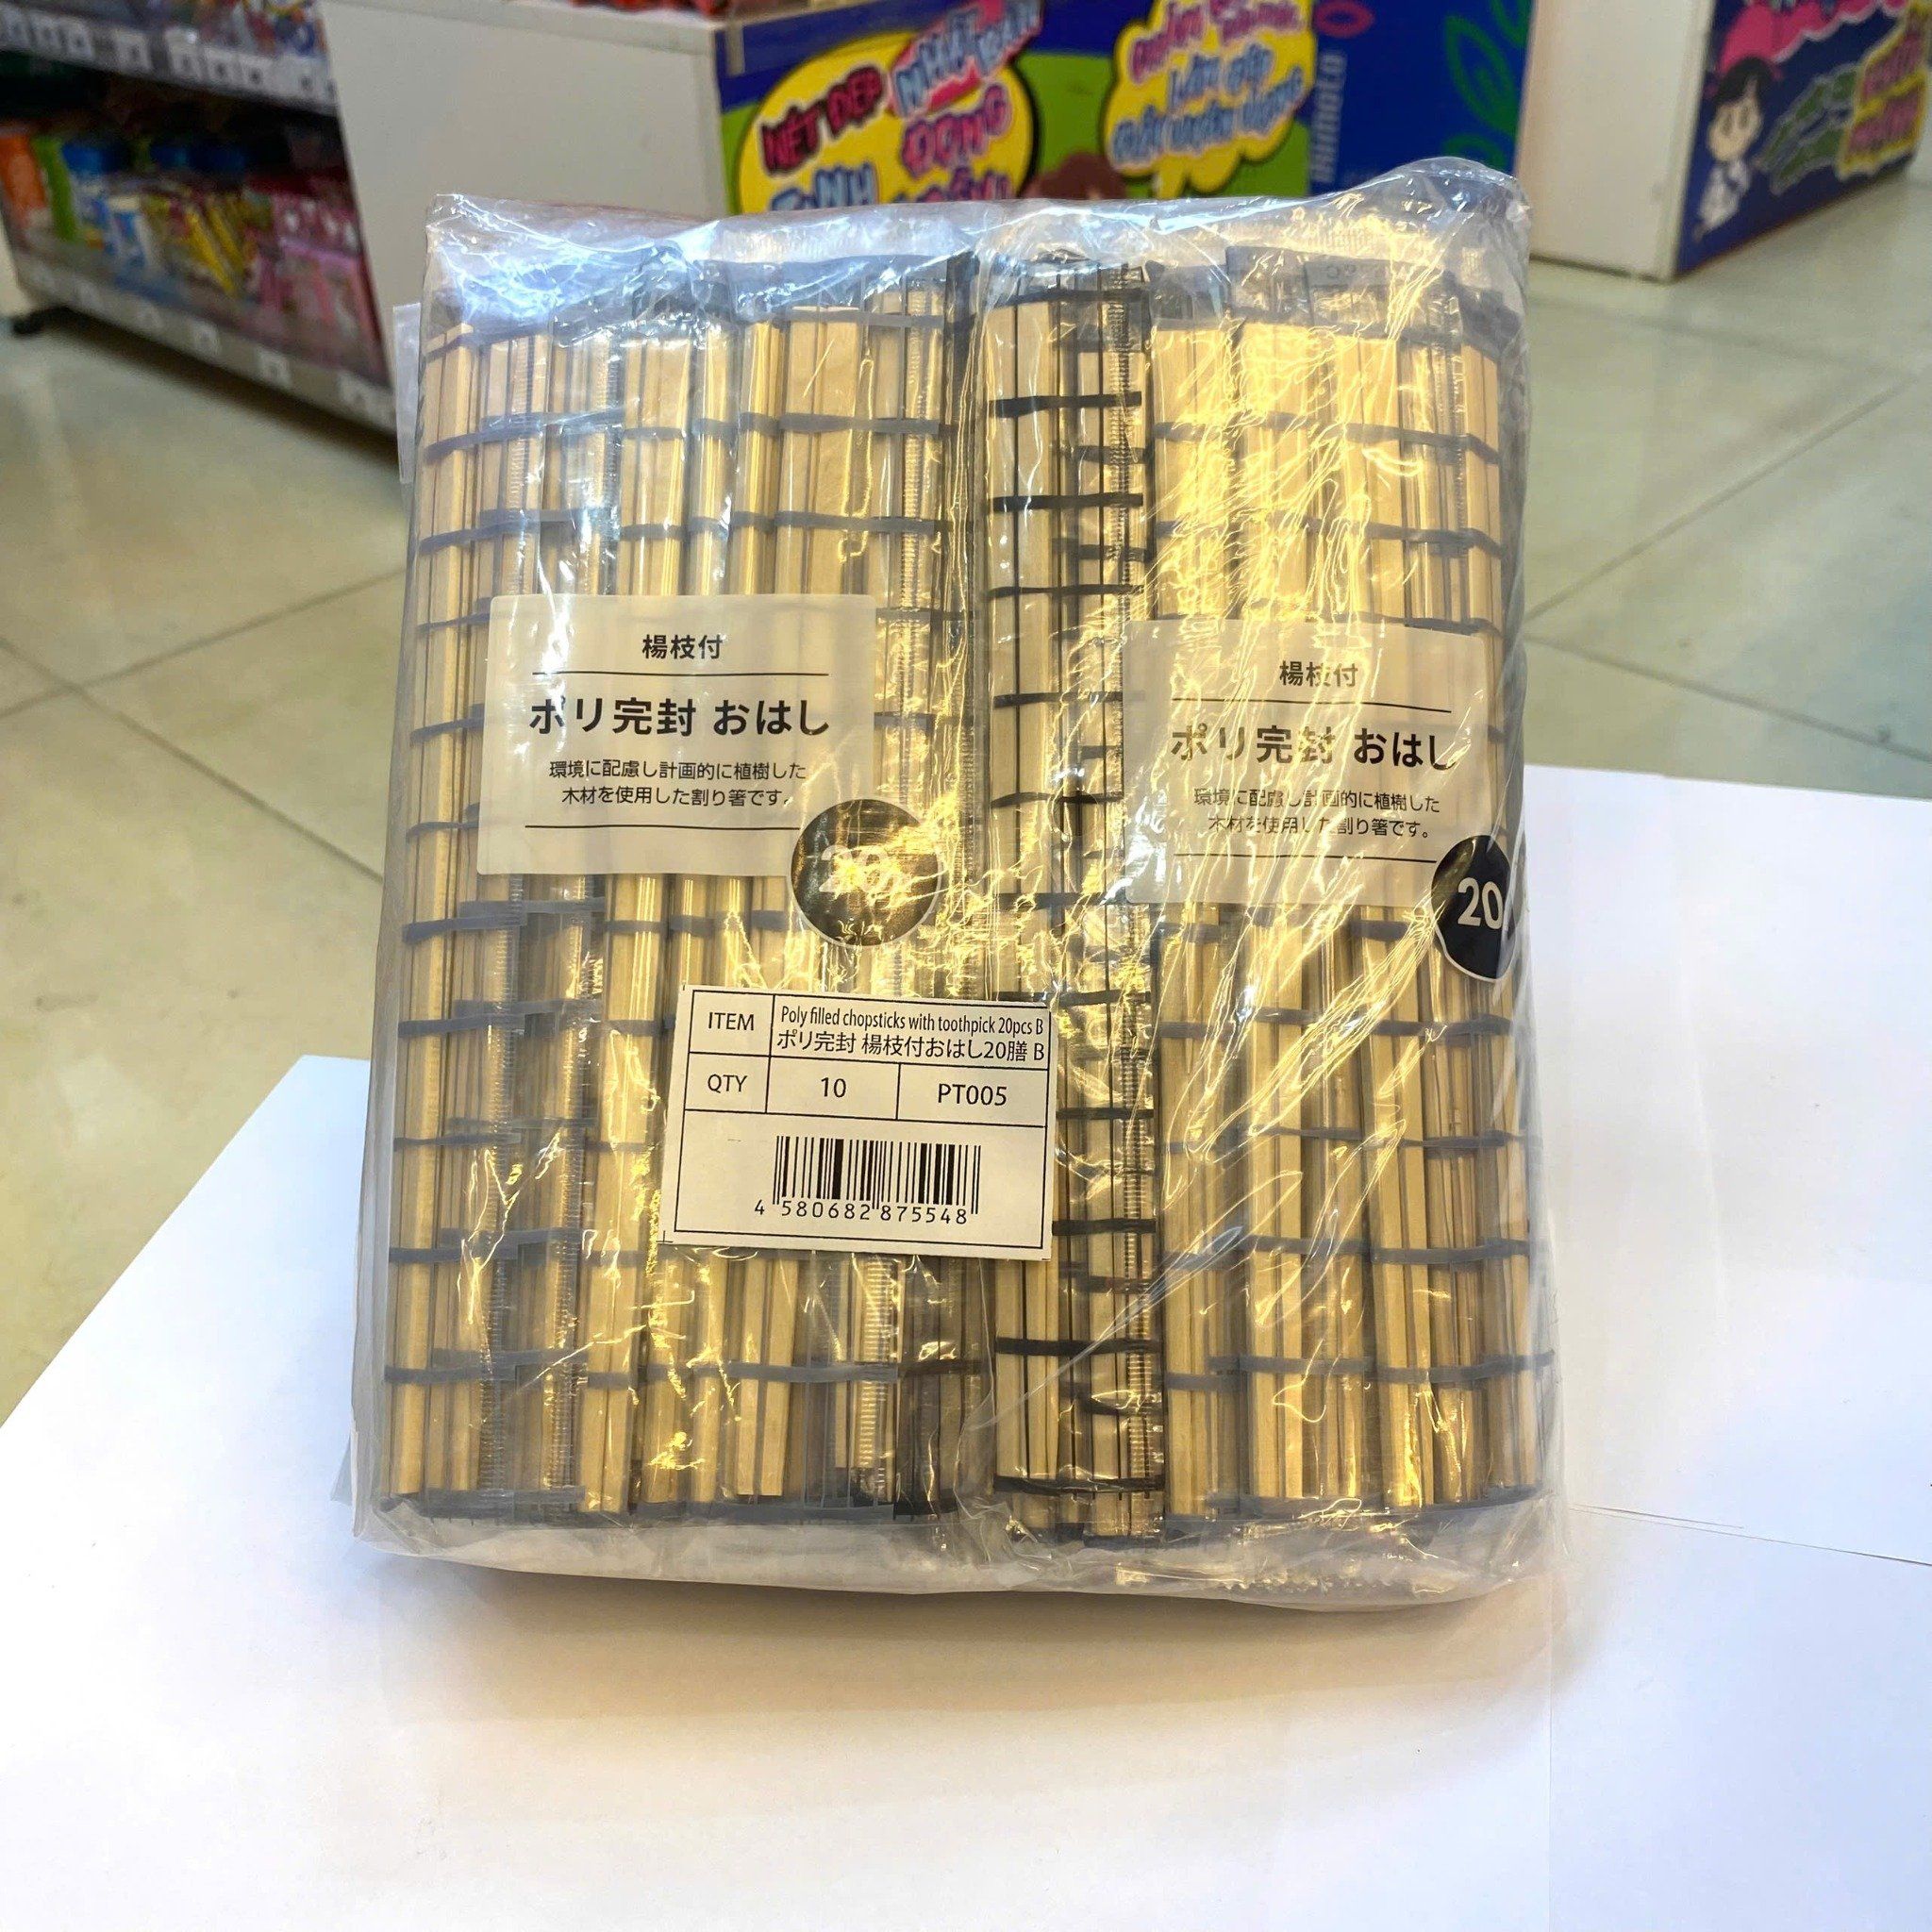 NÉT ĐẸP
ĐÔNG
minmoto
楊枝付
ポリ完封 おはし
環境に配慮し計画的に植樹した
木材を使用した割り箸です。
20
楊枝付
ポリ完封 おはし
環境に配慮し計画的に植樹した
木材を使用した割り箸です。
20
ITEM
Poly filled chopsticks with toothpick 20pcs B
ポリ完封 楊枝付おはし20膳 B
QTY
10
PT005
4 580682 875548